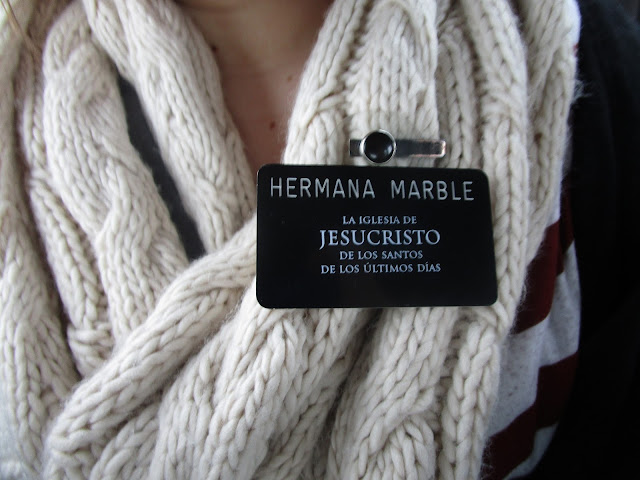 HERMANA MARBLE
LA IGLESIA DE
JESUCRISTO
DE LOS SANTOS
DE LOS ÚLTIMOS DÍAS